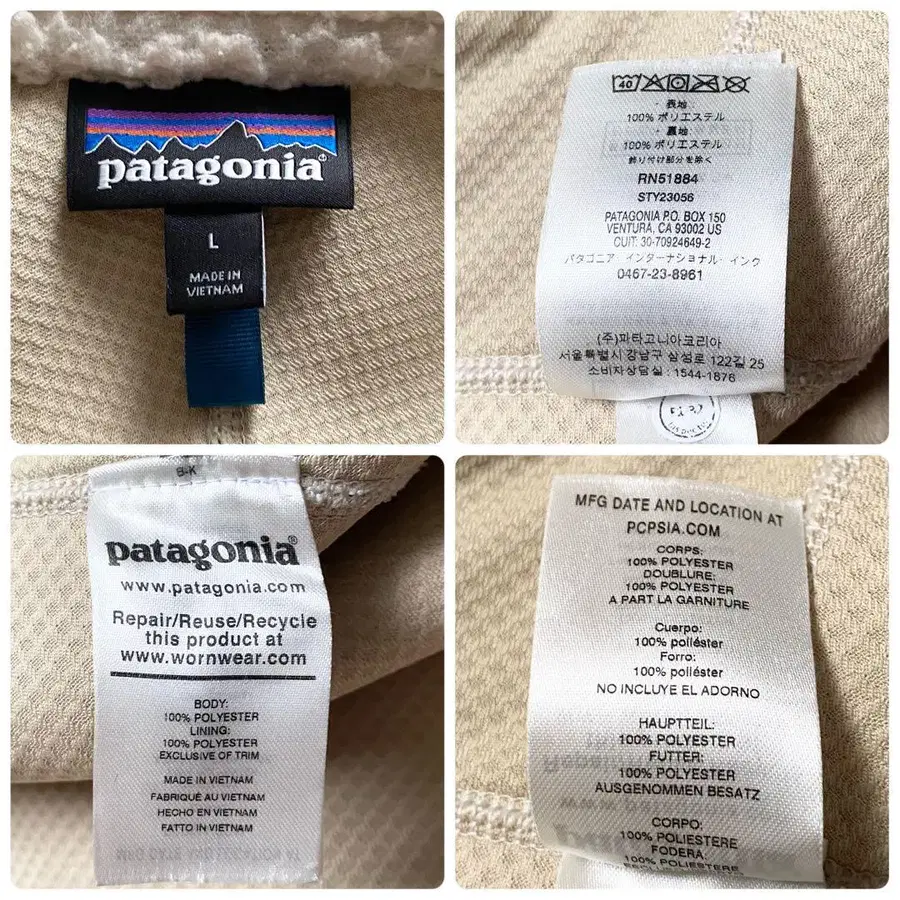 patagonia®
L
MADE IN
VIETNAM
40
・表地
100% ポリエステル
・裏地
100% ポリエステル
飾り付け部分を除く
RN51884
STY23056
PATAGONIA P.O. BOX 150
VENTURA, CA 93002 US
CUIT: 30-70924649-2
パタゴニア・インターナショナル・インク
0467-23-8961
(주)파타고니아코리아
서울특별시 강남구 삼성로 122길 25
소비자상담실 : 1544-1876
B-K
patagonia®
www.patagonia.com
Repair/Reuse/Recycle
this product at
www.wornwear.com
BODY:
100% POLYESTER
LINING:
100% POLYESTER
EXCLUSIVE OF TRIM
MADE IN VIETNAM
FABRIQUÉ AU VIETNAM
HECHO EN VIETNAM
FATTO IN VIETNAM
MFG DATE AND LOCATION AT
PCPSIA.COM
CORPS:
100% POLYESTER
DOUBLURE:
100% POLYESTER
A PART LA GARNITURE
Cuerpo:
100% poliéster
Forro:
100% poliéster
NO INCLUYE EL ADORNO
HAUPTTEIL:
100% POLYESTER
FUTTER:
100% POLYESTER
AUSGENOMMEN BESATZ
CORPO:
100% POLIESTERE
FODERA:
100% POLIESTERE